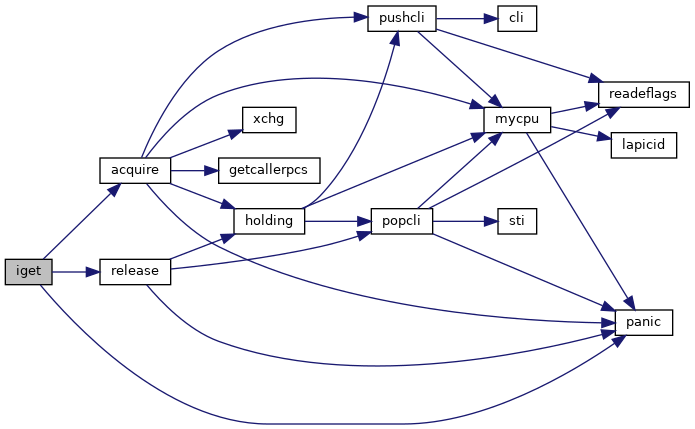 pushcli
cli
readeflags
xchg
mycpu
lapicid
acquire
getcallerpcs
holding
popcli
sti
iget
release
panic